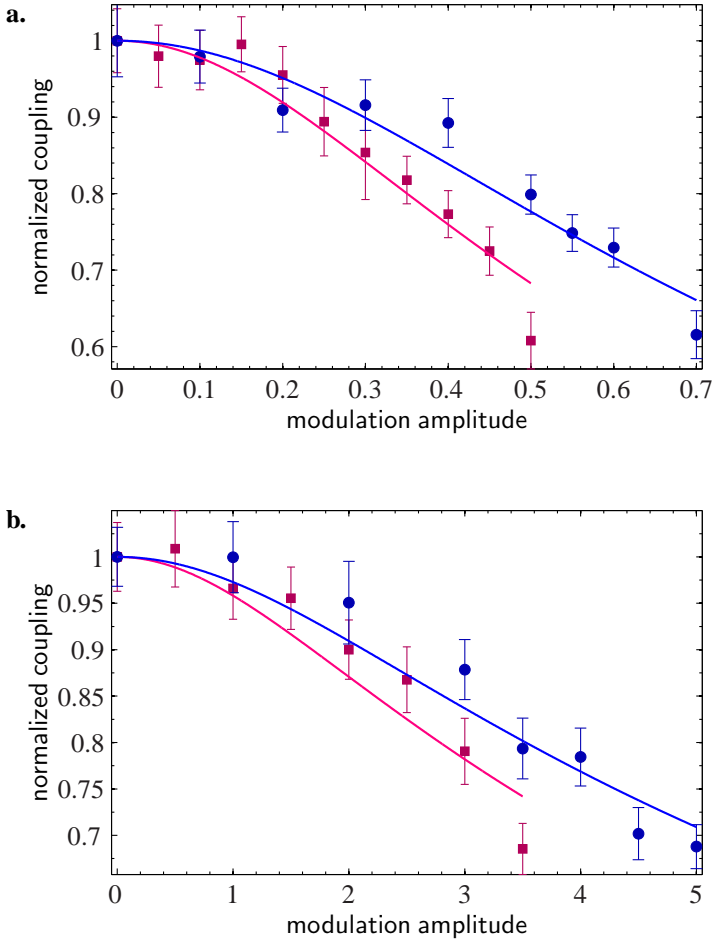 a.
1
0.9
0.8
0.7
0.6
normalized coupling
0 0.1 0.2 0.3 0.4 0.5 0.6 0.7
modulation amplitude
b.
1
0.95
0.9
0.85
0.8
0.75
0.7
normalized coupling
0 1 2 3 4 5
modulation amplitude